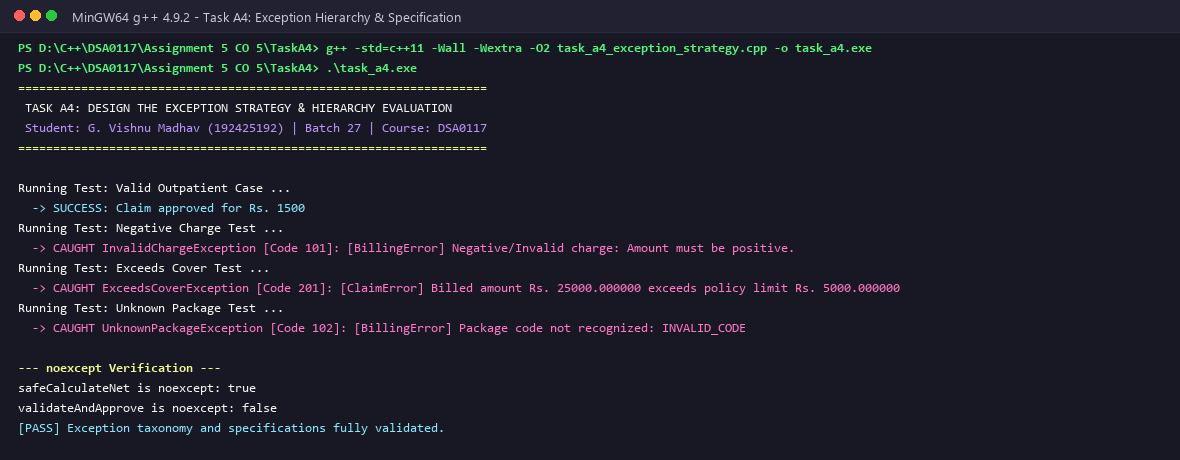 MinGW64 g++ 4.9.2 - Task A4: Exception Hierarchy & Specification
PS D:\C++\DSA0117\Assignment 5 CO 5\TaskA4> g++ -std=c++11 -Wall -Wextra -O2 task_a4_exception_strategy.cpp -o task_a4.exe
PS D:\C++\DSA0117\Assignment 5 CO 5\TaskA4> .\task_a4.exe
===================================================================
TASK A4: DESIGN THE EXCEPTION STRATEGY & HIERARCHY EVALUATION
Student: G. Vishnu Madhav (192425192) | Batch 27 | Course: DSA0117
===================================================================
Running Test: Valid Outpatient Case ...
-> SUCCESS: Claim approved for Rs. 1500
Running Test: Negative Charge Test ...
-> CAUGHT InvalidChargeException [Code 101]: [BillingError] Negative/Invalid charge: Amount must be positive.
Running Test: Exceeds Cover Test ...
-> CAUGHT ExceedsCoverException [Code 201]: [ClaimError] Billed amount Rs. 25000.000000 exceeds policy limit Rs. 5000.000000
Running Test: Unknown Package Test ...
-> CAUGHT UnknownPackageException [Code 102]: [BillingError] Package code not recognized: INVALID_CODE
--- noexcept Verification ---
safeCalculateNet is noexcept: true
validateAndApprove is noexcept: false
[PASS] Exception taxonomy and specifications fully validated.